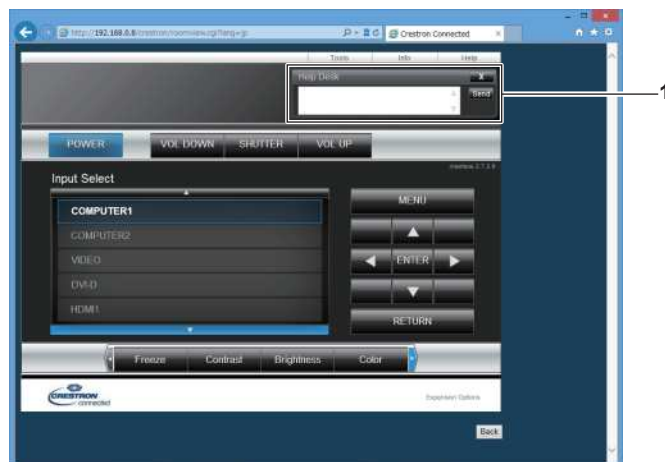 http://192.168.0.8/crestron/roomview.cgi?lang=jp
Crestron Connected x
Tools Info Help
Help Desk X
Send
1
POWER VOL DOWN SHUTTER VOL UP
Input Select
MENU
COMPUTER1
COMPUTER2
VIDEO
ENTER
DVI-D
HDMI1
RETURN
Freeze Contrast Brightness Color
CRESTRON
connected
Expansion Options
Back